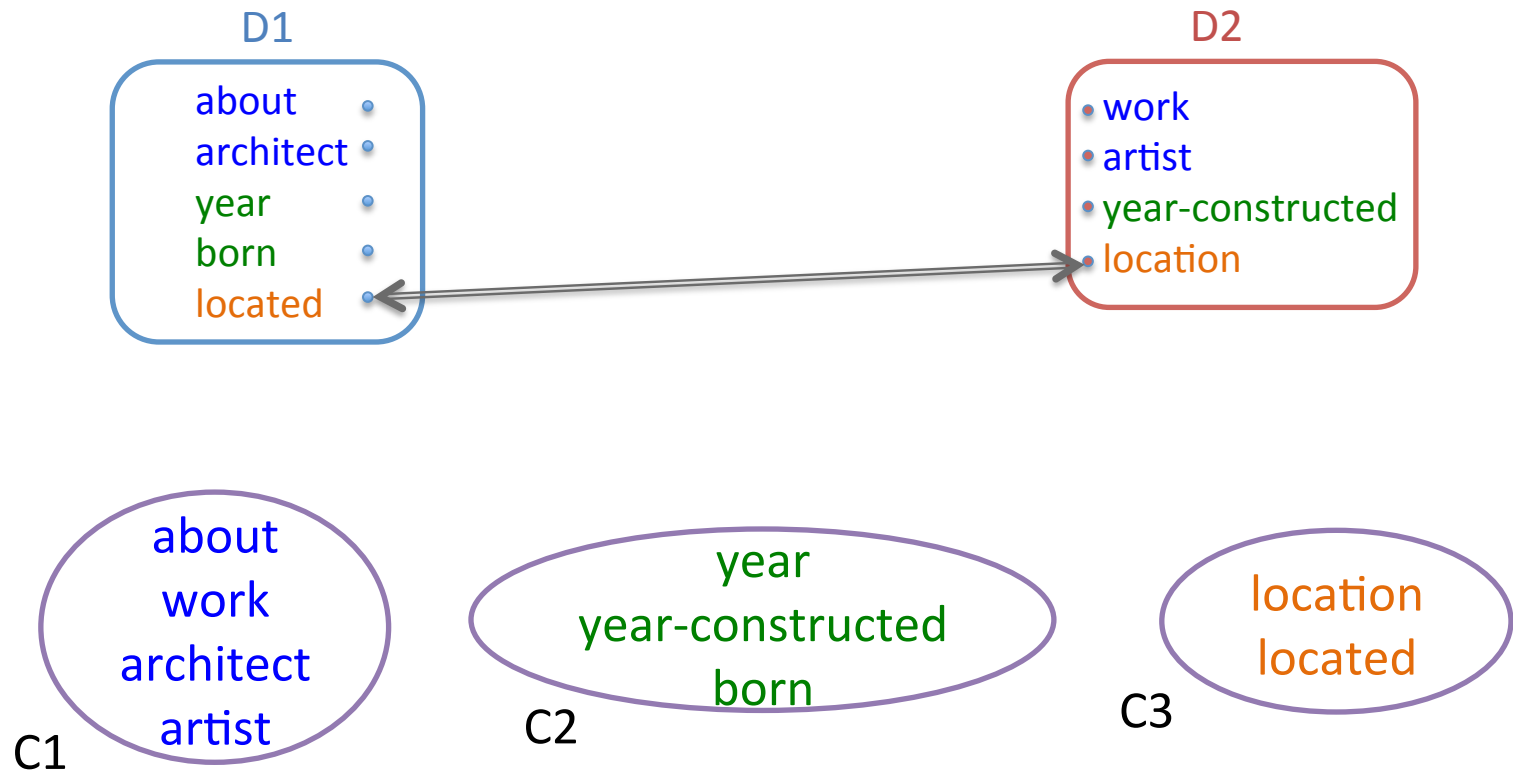 D1
about
architect
year
born
located
D2
work
artist
year-constructed
location
about
work
architect
artist
C1
year
year-constructed
born
C2
location
located
C3